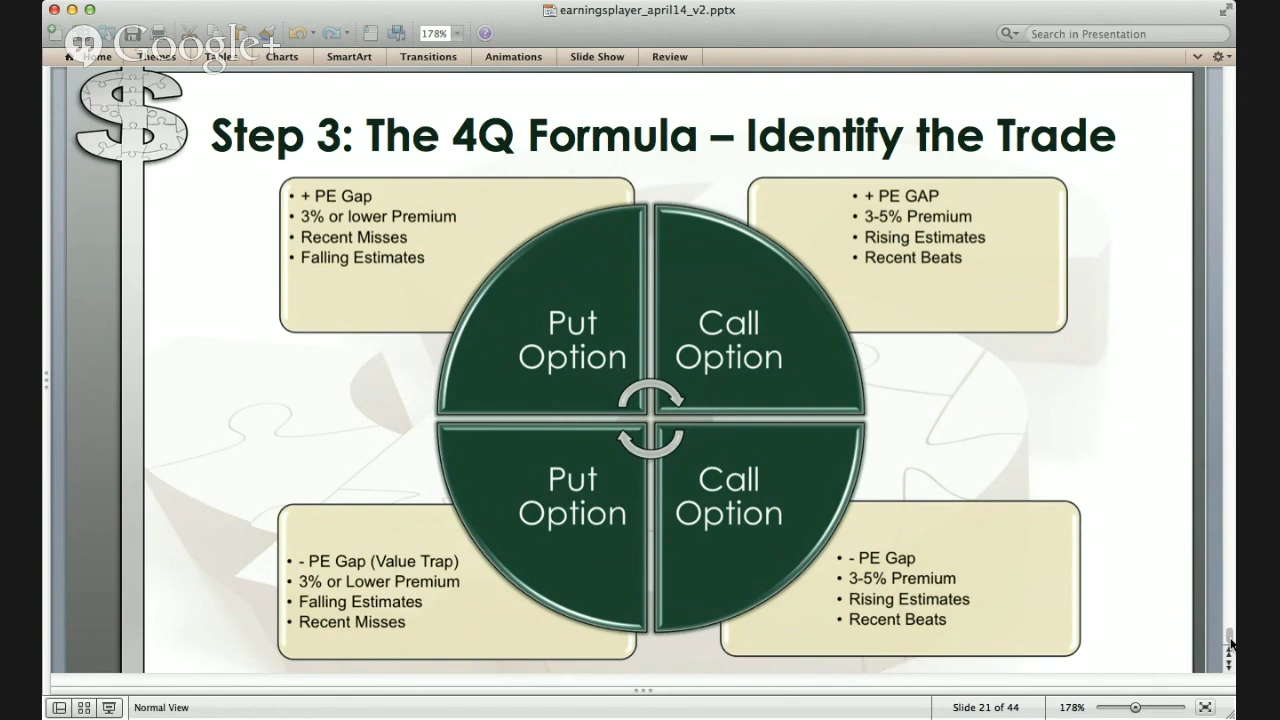 earningsplayer_april14_v2.pptx
Google+
178%
Search in Presentation
Home Themes Tables Charts SmartArt Transitions Animations Slide Show Review
$
Step 3: The 4Q Formula – Identify the Trade
• + PE Gap
• 3% or lower Premium
• Recent Misses
• Falling Estimates
• + PE GAP
• 3-5% Premium
• Rising Estimates
• Recent Beats
Put
Option
Call
Option
Put
Option
Call
Option
• - PE Gap (Value Trap)
• 3% or Lower Premium
• Falling Estimates
• Recent Misses
• - PE Gap
• 3-5% Premium
• Rising Estimates
• Recent Beats
Normal View
Slide 21 of 44
178%